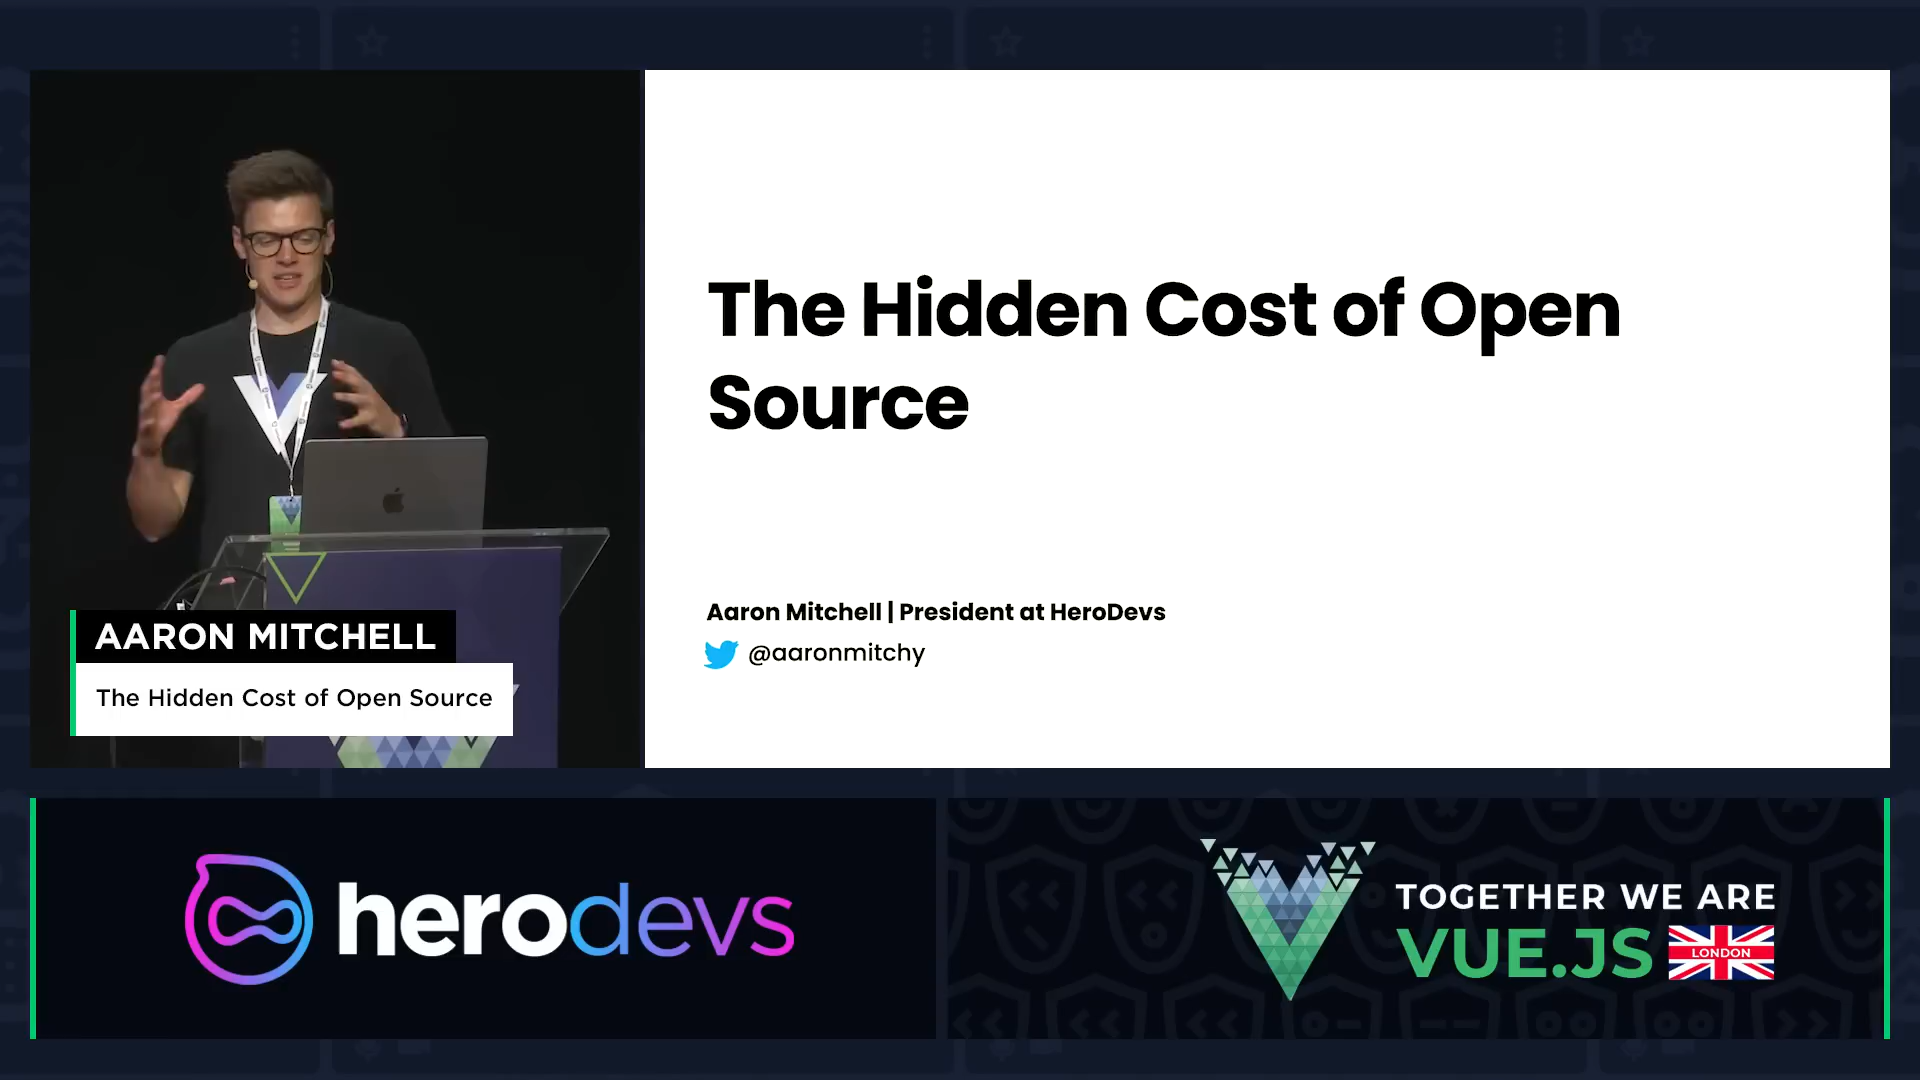 The Hidden Cost of Open
Source
Aaron Mitchell | President at HeroDevs
@aaronmitchy
AARON MITCHELL
The Hidden Cost of Open Source
herodevs
TOGETHER WE ARE
VUE.JS
LONDON